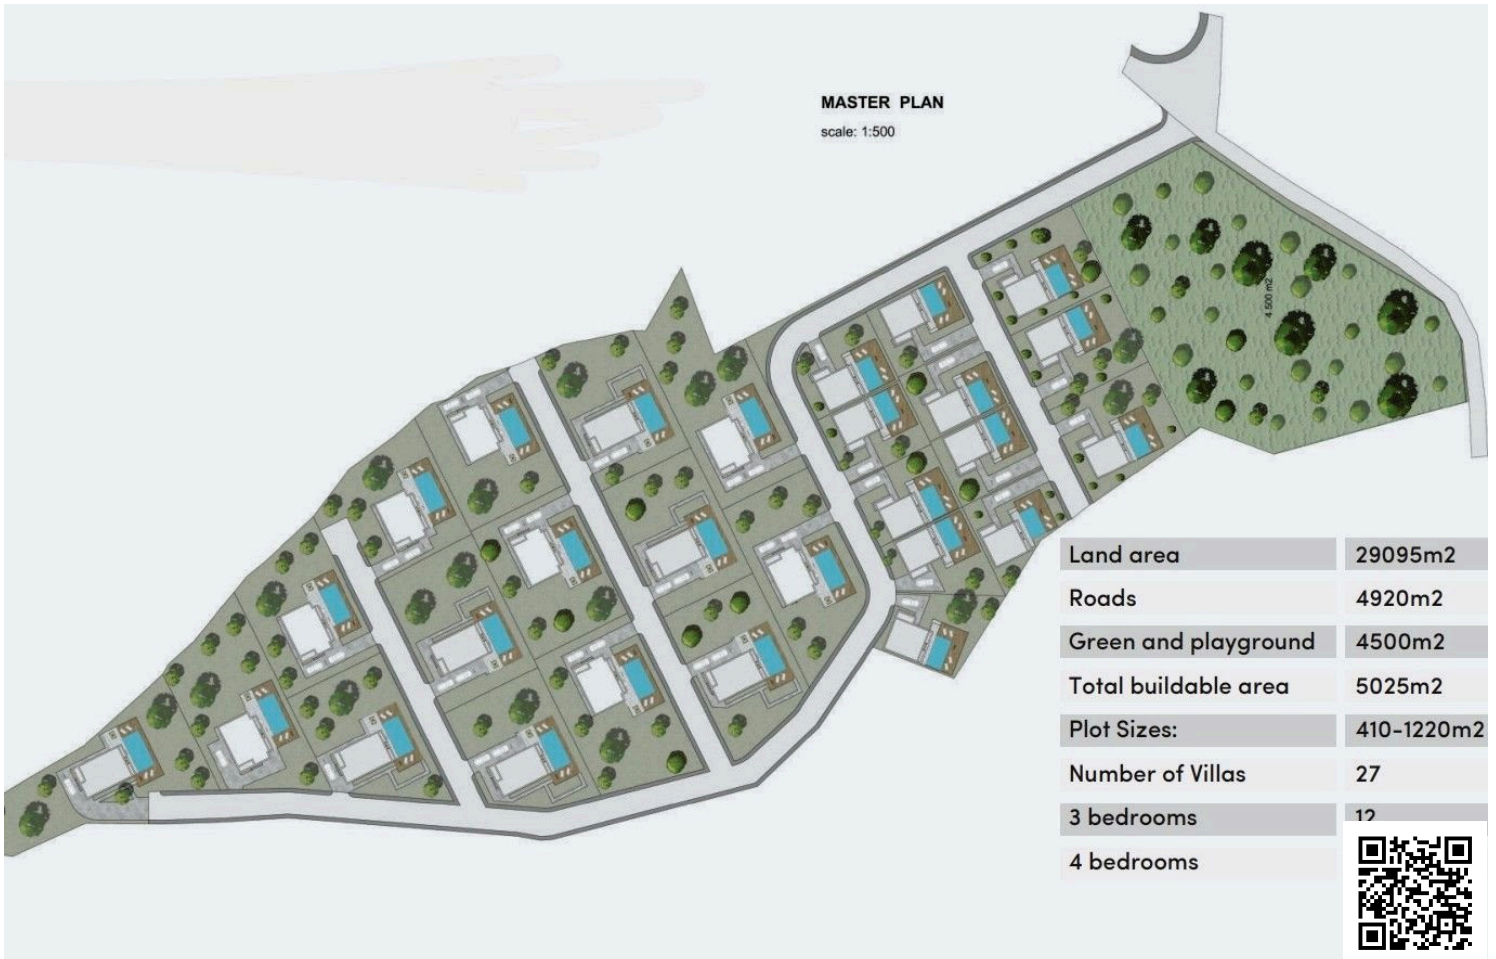 MASTER PLAN
scale: 1:500
4.500 m2
Land area 29095m2
Roads 4920m2
Green and playground 4500m2
Total buildable area 5025m2
Plot Sizes: 410-1220m2
Number of Villas 27
3 bedrooms 12
4 bedrooms